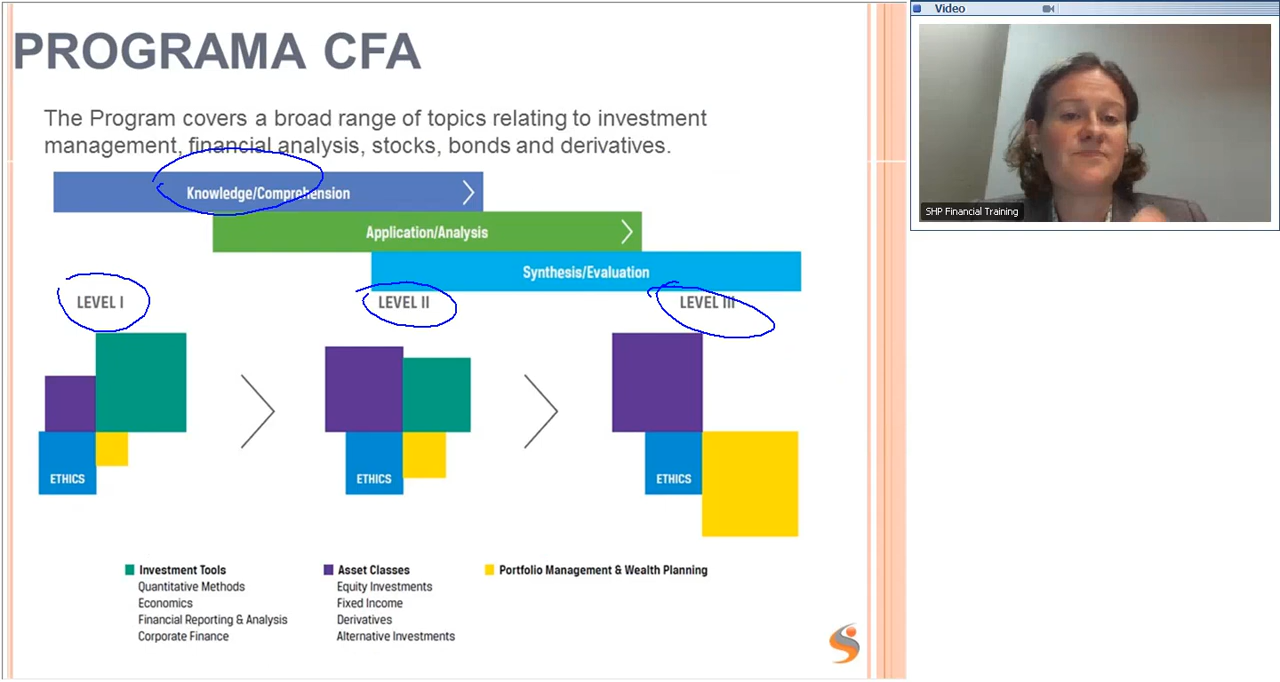 PROGRAMA CFA
The Program covers a broad range of topics relating to investment
management, financial analysis, stocks, bonds and derivatives.
Knowledge/Comprehension
Application/Analysis
Synthesis/Evaluation
LEVEL I
LEVEL II
LEVEL III
ETHICS
ETHICS
ETHICS
Investment Tools
Quantitative Methods
Economics
Financial Reporting & Analysis
Corporate Finance
Asset Classes
Equity Investments
Fixed Income
Derivatives
Alternative Investments
Portfolio Management & Wealth Planning
Video
SHP Financial Training